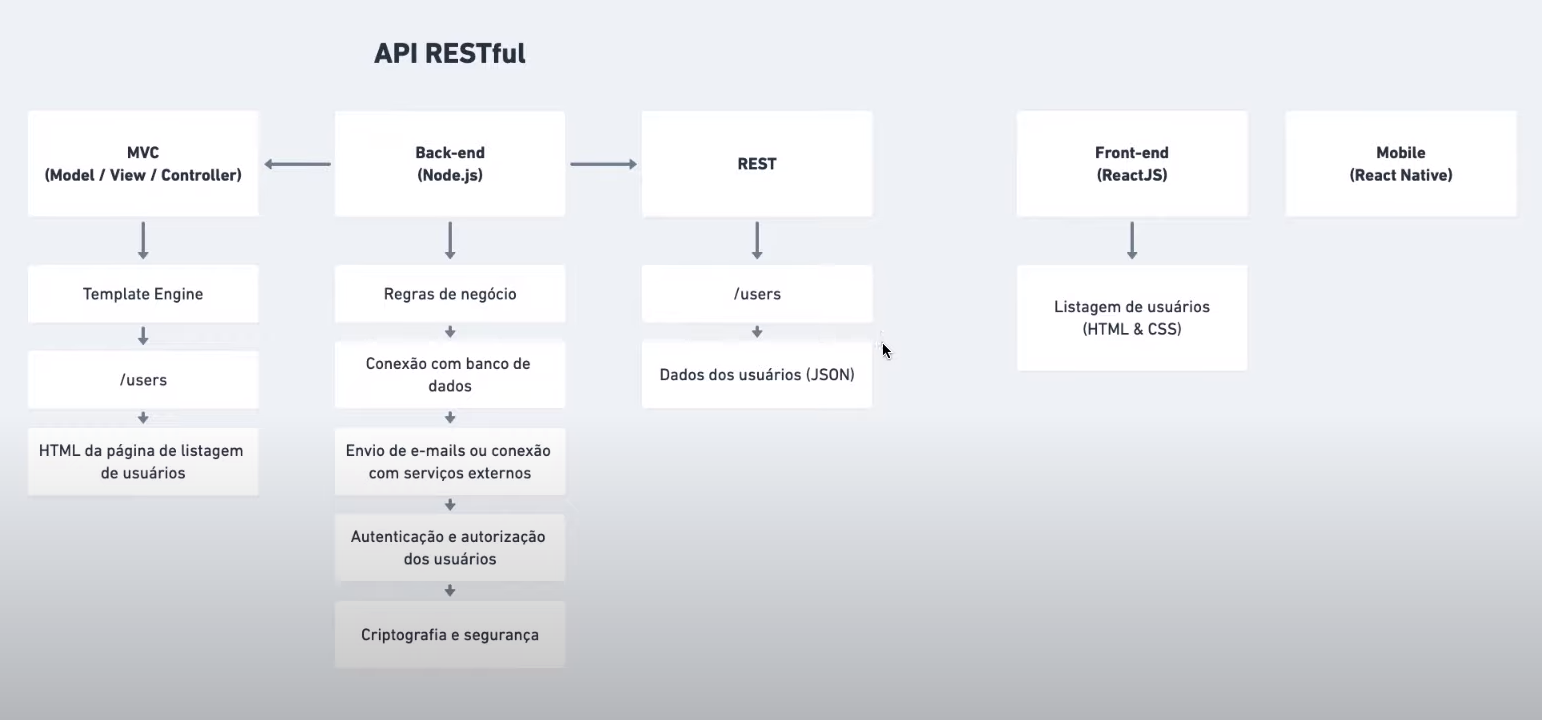 API RESTful
MVC
(Model / View / Controller)
Template Engine
/users
HTML da página de listagem
de usuários
Back-end
(Node.js)
Regras de negócio
Conexão com banco de
dados
Envio de e-mails ou conexão
com serviços externos
Autenticação e autorização
dos usuários
Criptografia e segurança
REST
/users
Dados dos usuários (JSON)
Front-end
(ReactJS)
Listagem de usuários
(HTML & CSS)
Mobile
(React Native)